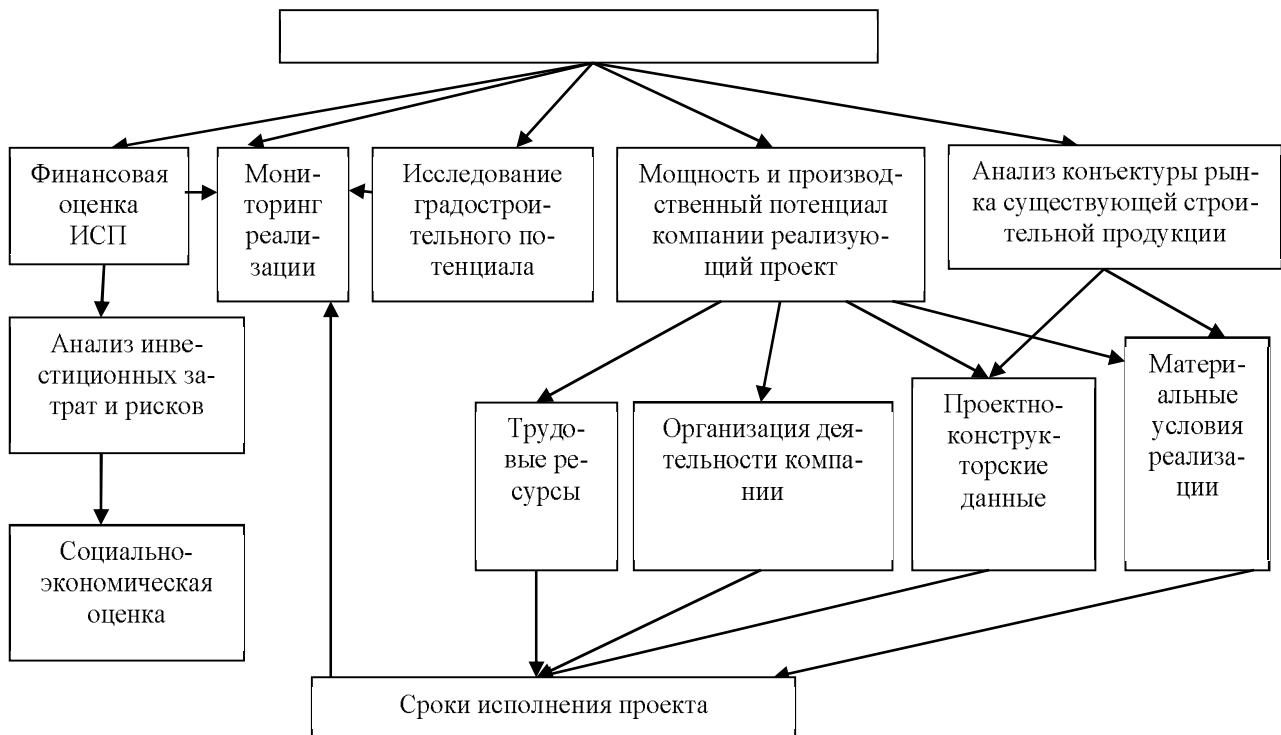 Финансовая
оценка
ИСП
Мони-
торинг
реали-
зации
Исследование
градострои-
тельного по-
тенциала
Мощность и производ-
ственный потенциал
компании реализую-
щий проект
Анализ конъектуры рын-
ка существующей строи-
тельной продукции
Анализ инве-
стиционных за-
трат и рисков
Трудо-
вые ре-
сурсы
Организация дея-
тельности компа-
нии
Проектно-
конструк-
торские
данные
Матери-
альные
условия
реализа-
ции
Социально-
экономическая
оценка
Сроки исполнения проекта